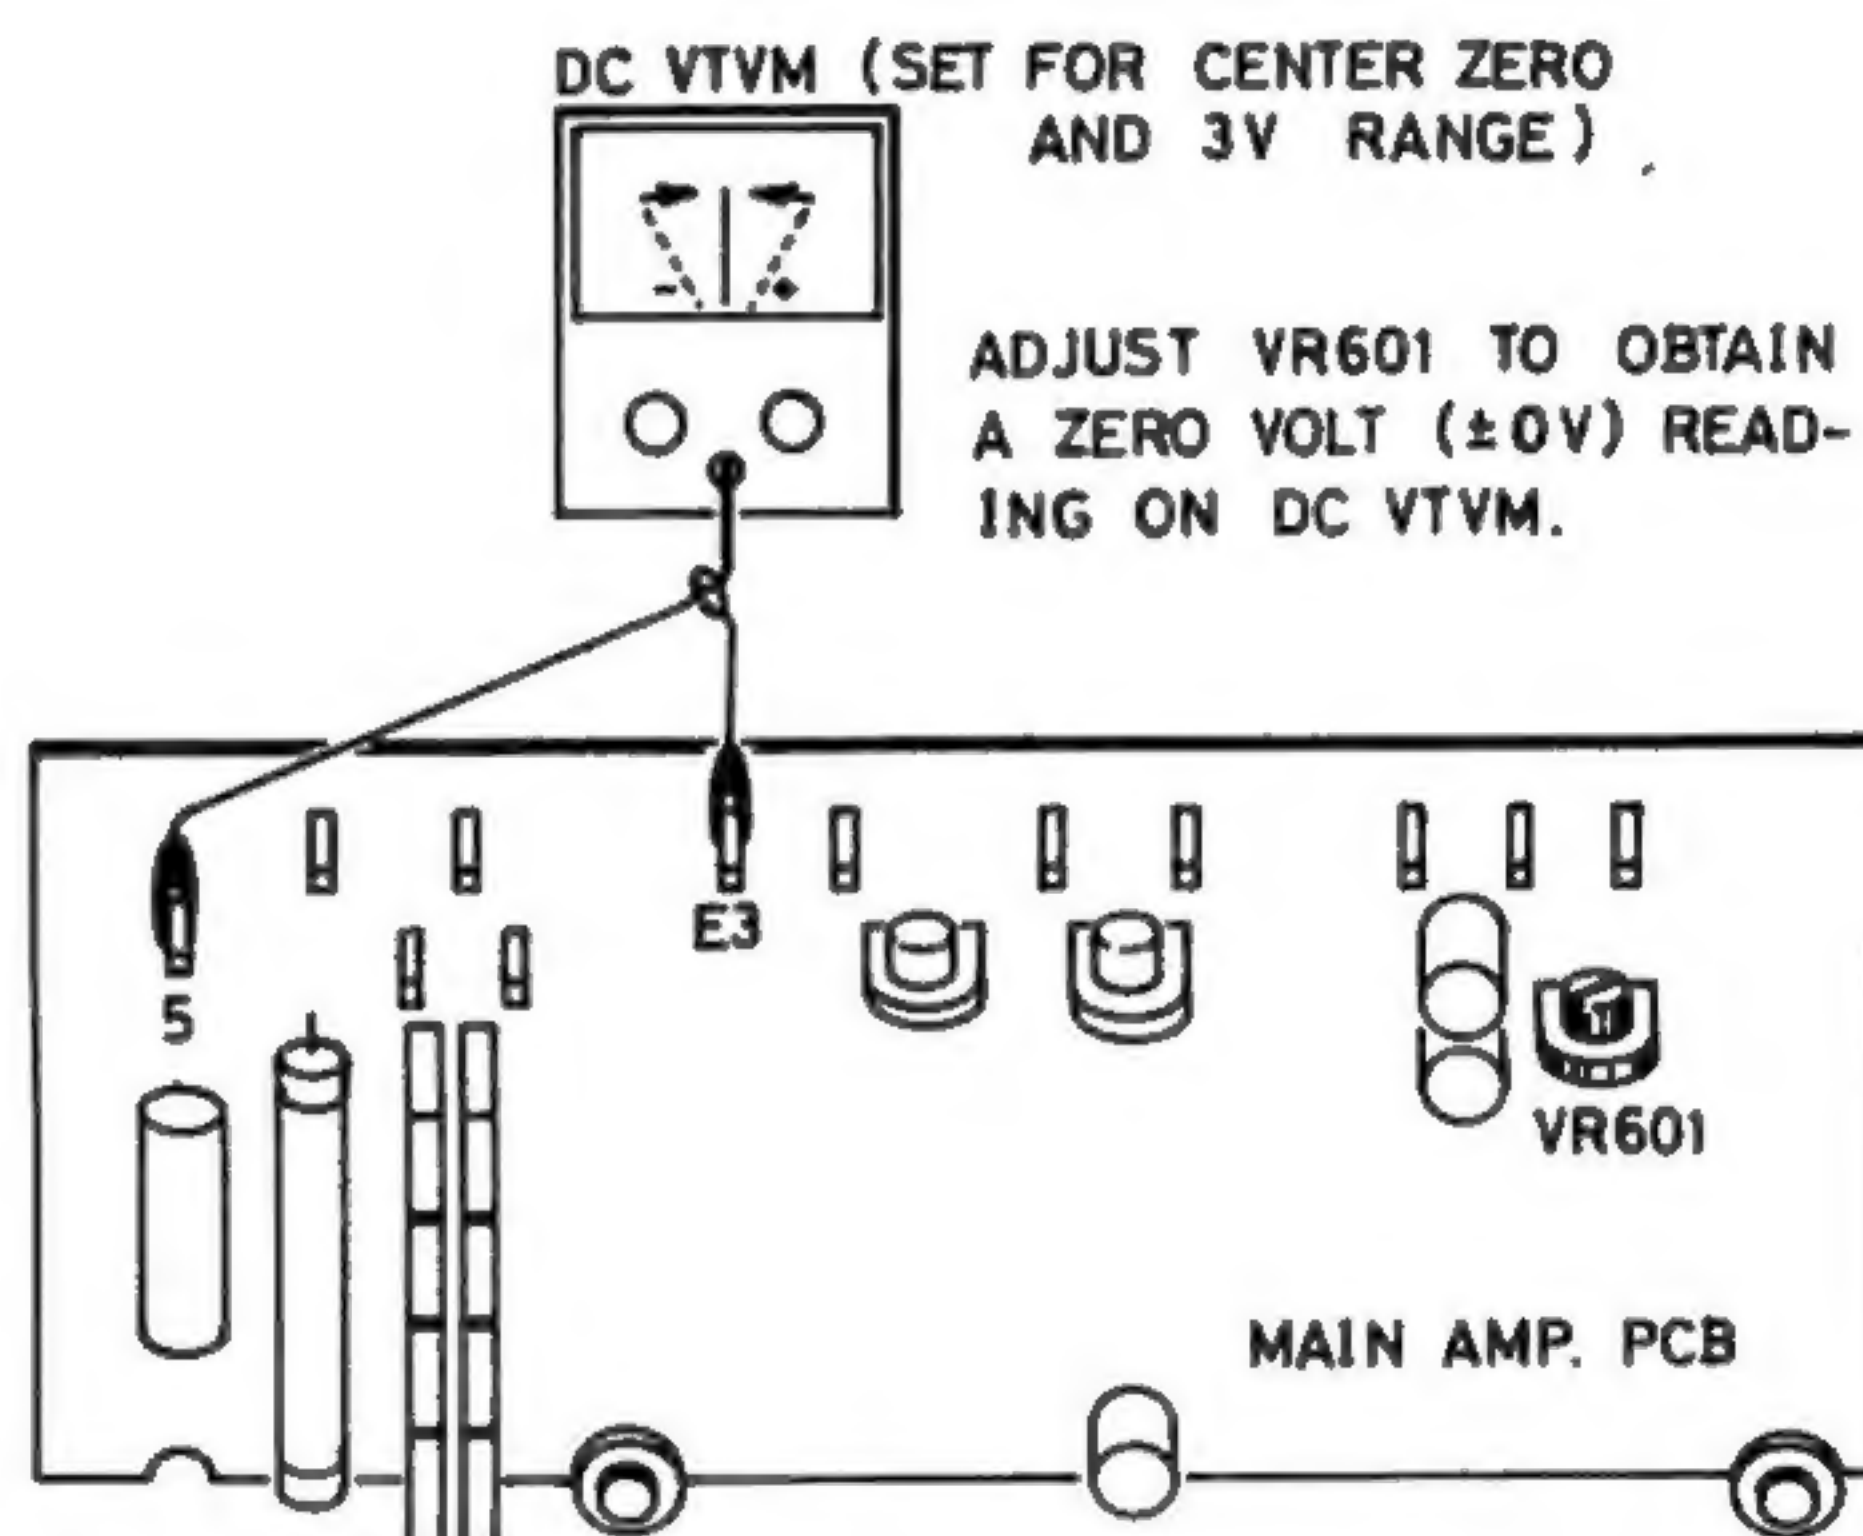 DC VTVM (SET FOR CENTER ZERO
AND 3V RANGE)
- +
ADJUST VR601 TO OBTAIN
A ZERO VOLT (±0V) READ-
ING ON DC VTVM.
E3
5
VR601
MAIN AMP. PCB